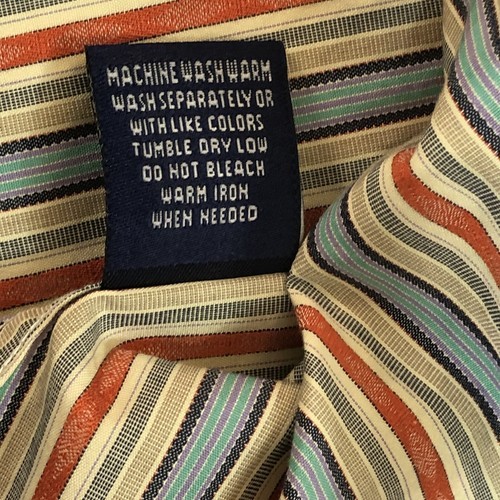 MACHINE WASH WARM
WASH SEPARATELY OR
WITH LIKE COLORS
TUMBLE DRY LOW
DO NOT BLEACH
WARM IRON
WHEN NEEDED